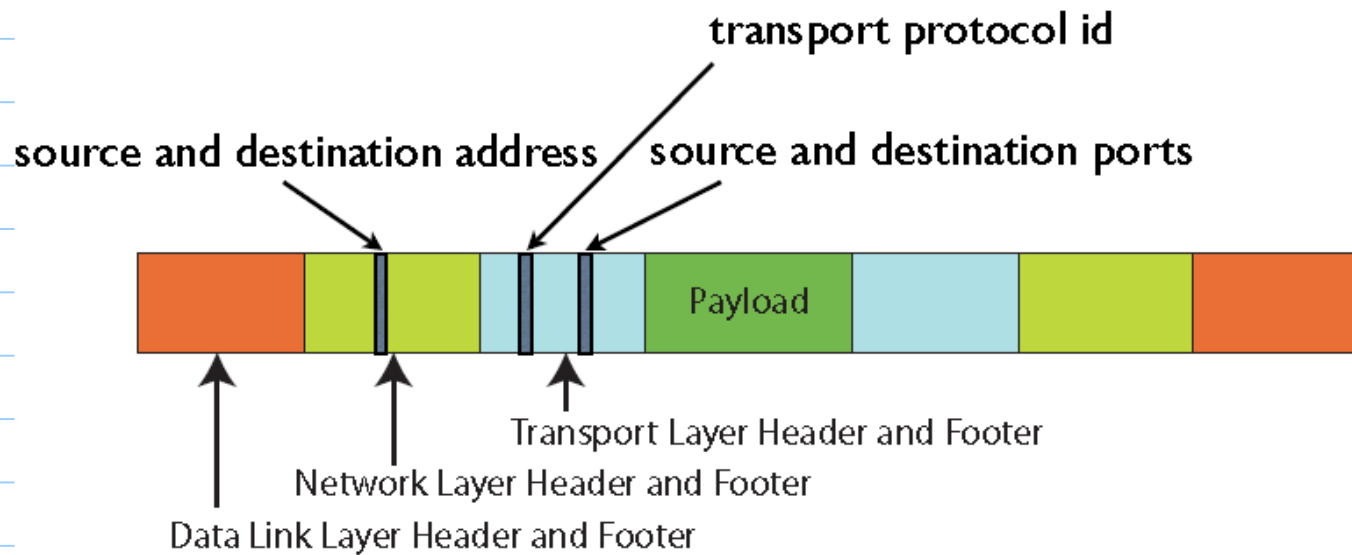 transport protocol id
source and destination address
source and destination ports
Payload
Transport Layer Header and Footer
Network Layer Header and Footer
Data Link Layer Header and Footer